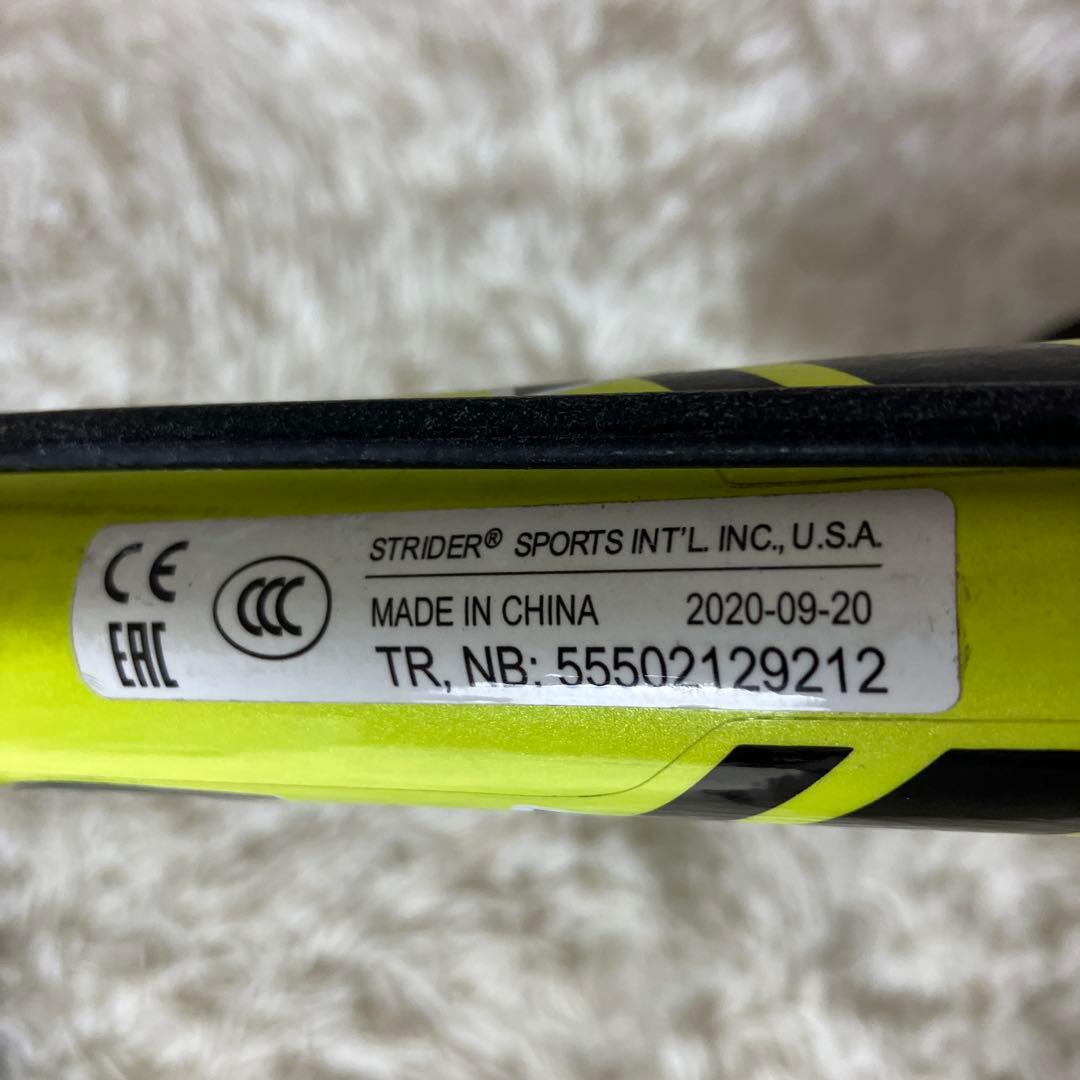 CE
CCC
EAC
STRIDER® SPORTS INT'L. INC., U.S.A.
MADE IN CHINA 2020-09-20
TR, NB: 55502129212